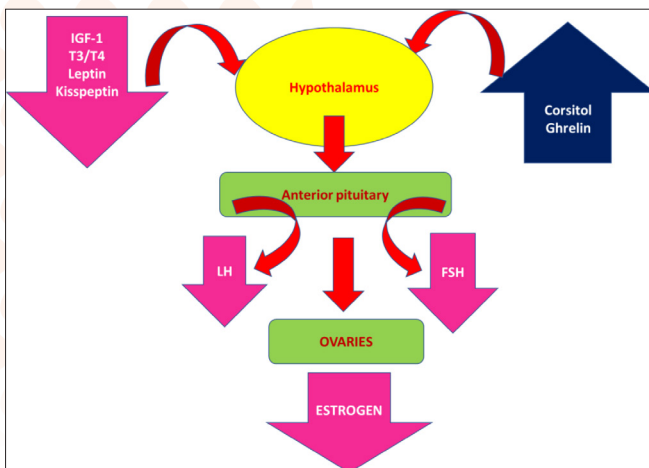 IGF-1
T3/T4
Leptin
Kisspeptin
Hypothalamus
Corsitol
Ghrelin
Anterior pituitary
LH
FSH
OVARIES
ESTROGEN